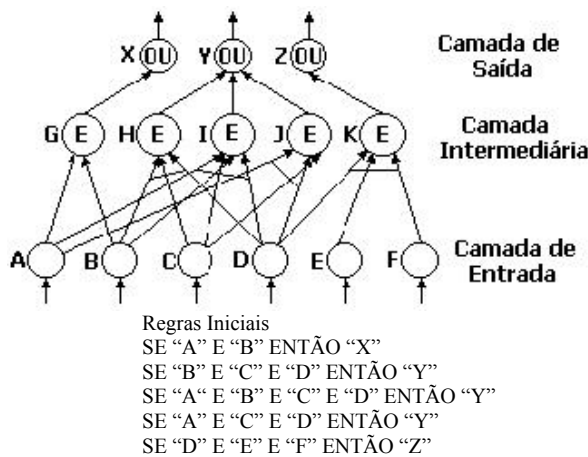 X OU Y OU Z OU Camada de
Saída
G E H E I E J E K E Camada
Intermediária
A B C D E F Camada de
Entrada
Regras Iniciais
SE “A” E “B” ENTÃO “X”
SE “B” E “C” E “D” ENTÃO “Y”
SE “A” E “B” E “C” E “D” ENTÃO “Y”
SE “A” E “C” E “D” ENTÃO “Y”
SE “D” E “E” E “F” ENTÃO “Z”